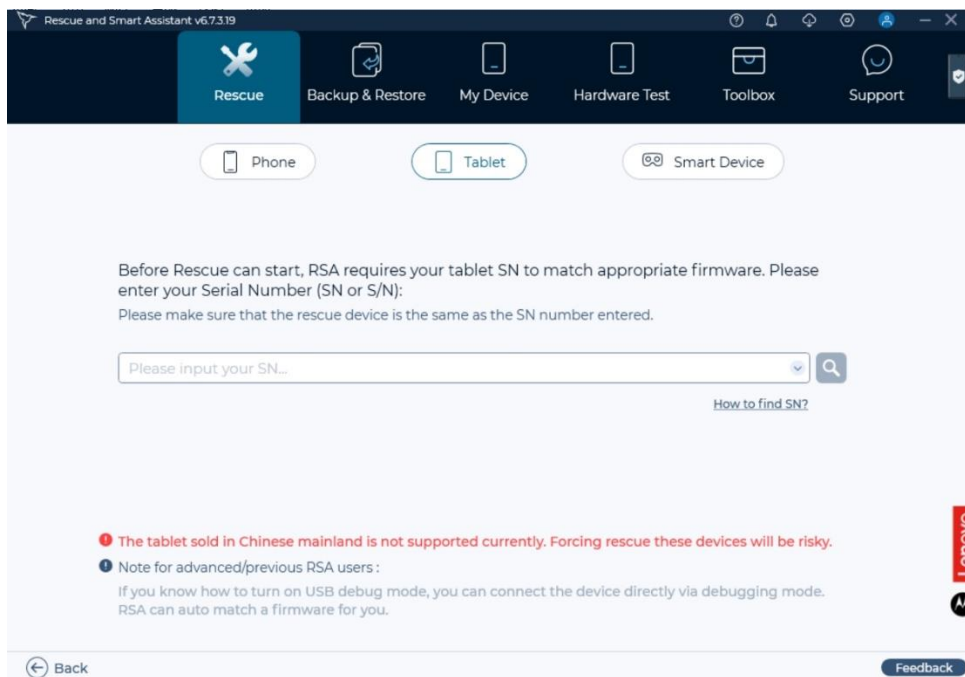 Rescue and Smart Assistant v6.7.3.19
Rescue
Backup & Restore
My Device
Hardware Test
Toolbox
Support
Phone
Tablet
Smart Device
Before Rescue can start, RSA requires your tablet SN to match appropriate firmware. Please
enter your Serial Number (SN or S/N):
Please make sure that the rescue device is the same as the SN number entered.
Please input your SN...
How to find SN?
The tablet sold in Chinese mainland is not supported currently. Forcing rescue these devices will be risky.
Note for advanced/previous RSA users :
If you know how to turn on USB debug mode, you can connect the device directly via debugging mode.
RSA can auto match a firmware for you.
Lenovo
Back
Feedback